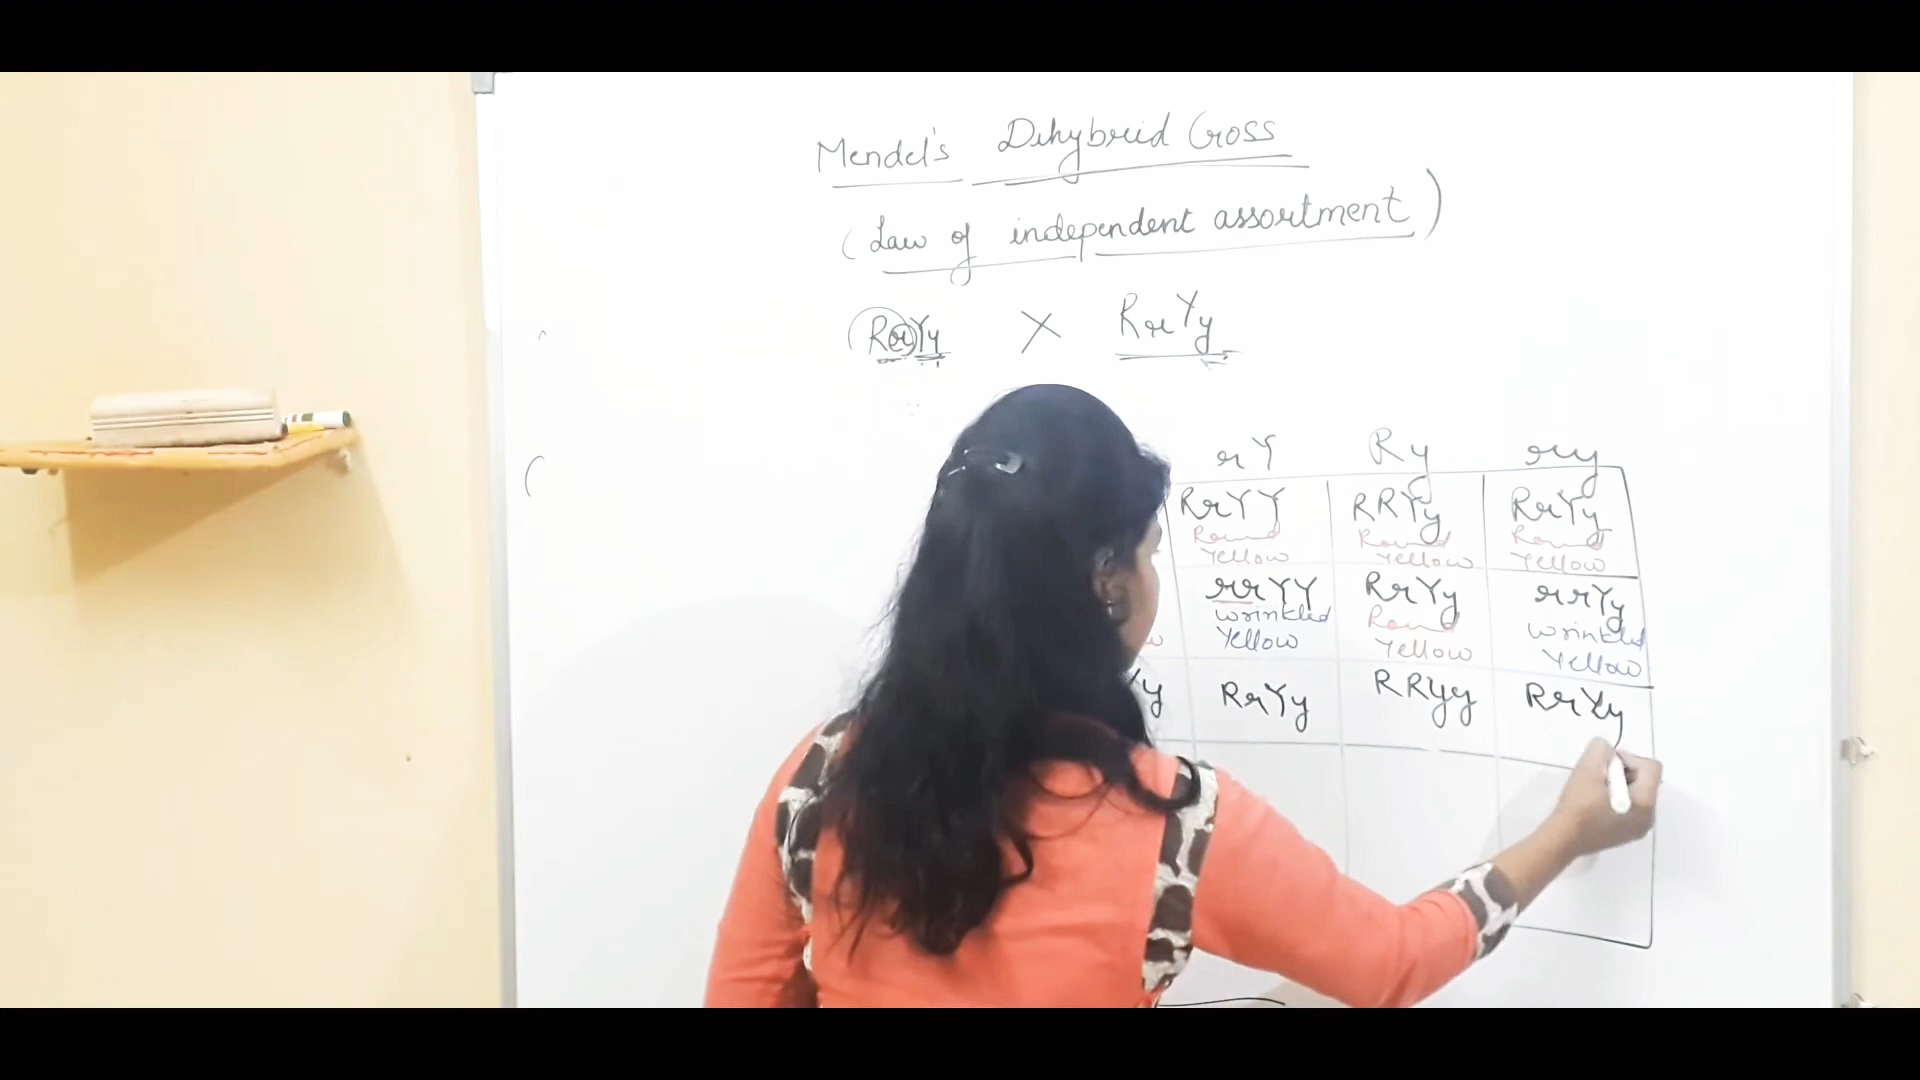 Mendel's Dihybrid Cross
(Law of independent assortment)
RrYy X RrYy
rY Ry ry
RrYY RRYy RrYy
Round Round Round
Yellow Yellow Yellow
rrYY RrYy rrYy
wrinkled Round wrinkled
Yellow Yellow Yellow
y RrYy RRyy RrYy